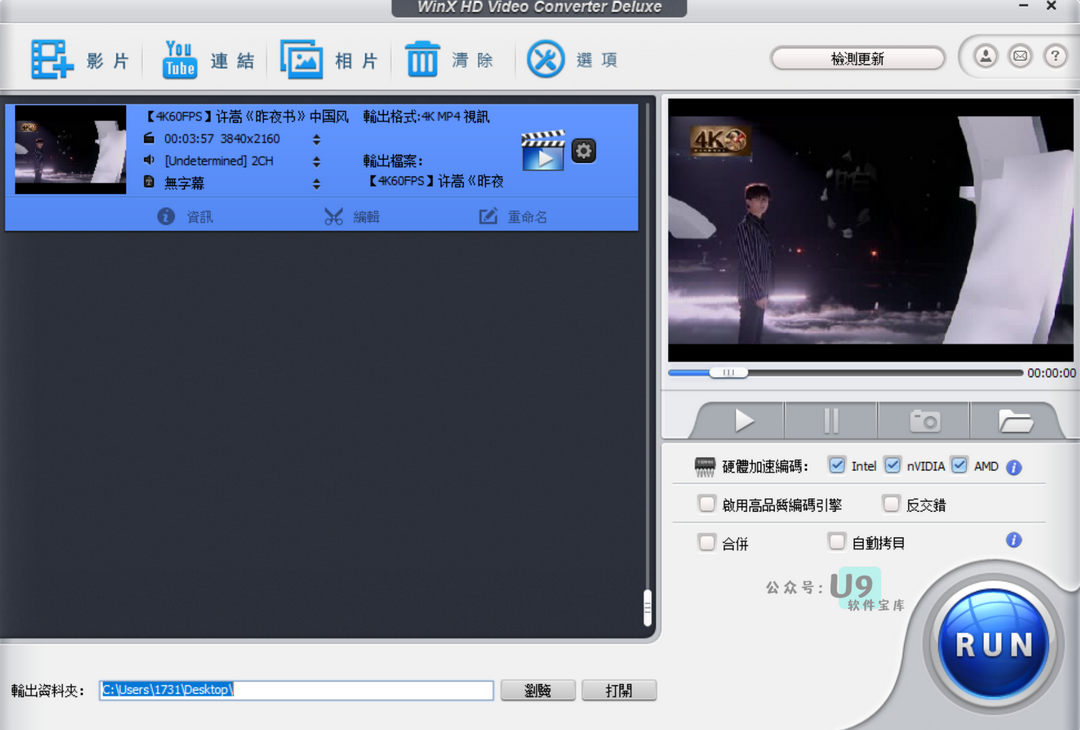 WinX HD Video Converter Deluxe
影片
You Tube 連結
相片
清除
選項
檢測更新
【4K60FPS】许嵩《昨夜书》中国风
輸出格式:4K MP4 視訊
00:03:57 3840x2160
[Undetermined] 2CH
輸出檔案:
無字幕
【4K60FPS】许嵩《昨夜
資訊
編輯
重命名
4K
00:00:00
硬體加速編碼:
Intel
nVIDIA
AMD
啟用高品質編碼引擎
反交錯
合併
自動拷貝
公众号:U9
软件宝库
RUN
輸出資料夾:
C:\Users\1731\Desktop\
瀏覽
打開